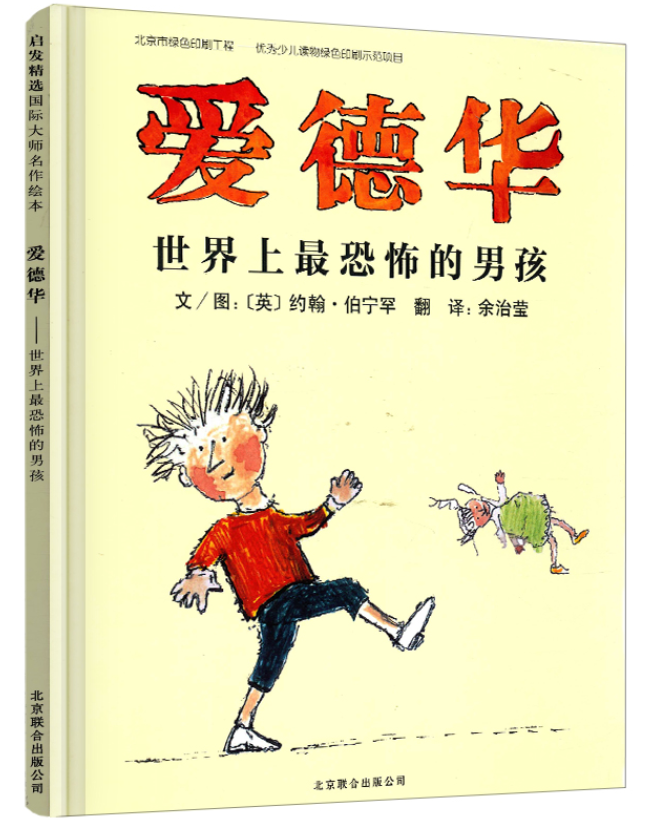 北京市绿色印刷工程——优秀少儿读物绿色印刷示范项目
爱德华
世界上最恐怖的男孩
文/图:〔英〕约翰·伯宁罕 翻 译:余治莹
北京联合出版公司
启发精选国际大师名作绘本
爱德华——世界上最恐怖的男孩
北京联合出版公司